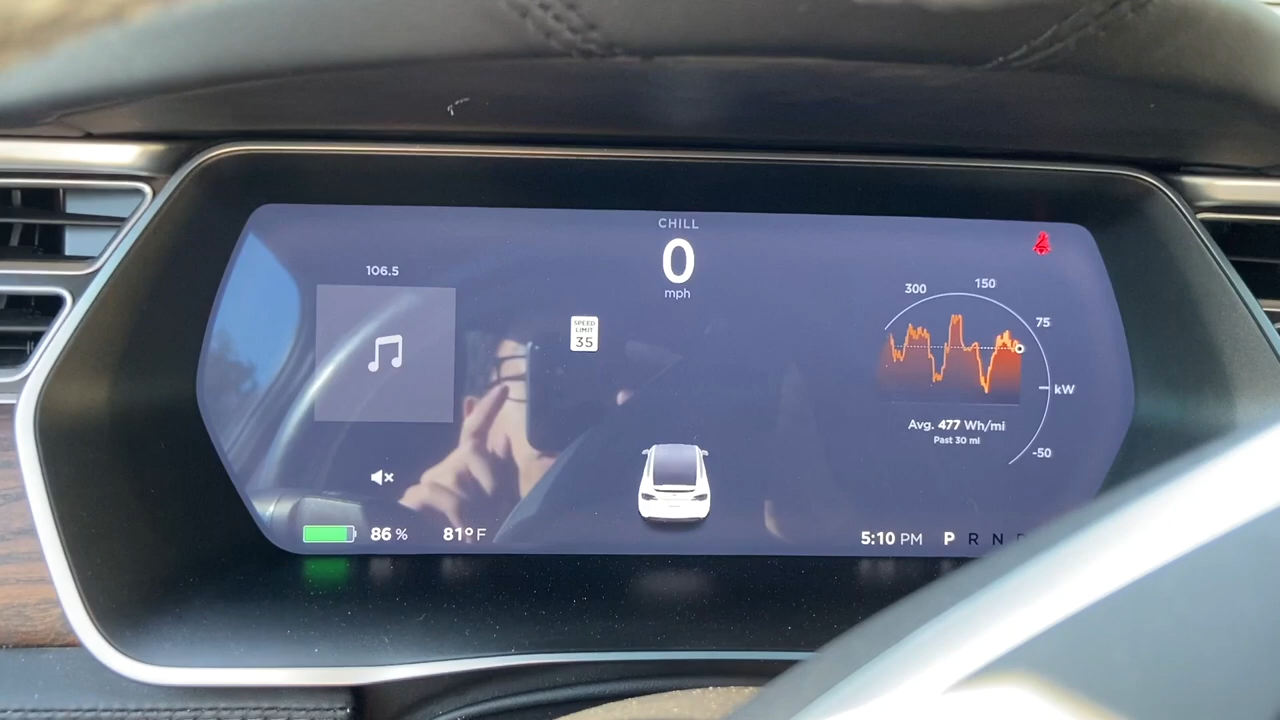 CHILL
0
mph
106.5
SPEED
LIMIT
35
300
150
75
kW
-50
Avg. 477 Wh/mi
Past 30 mi
86 %
81°F
5:10 PM
P R N